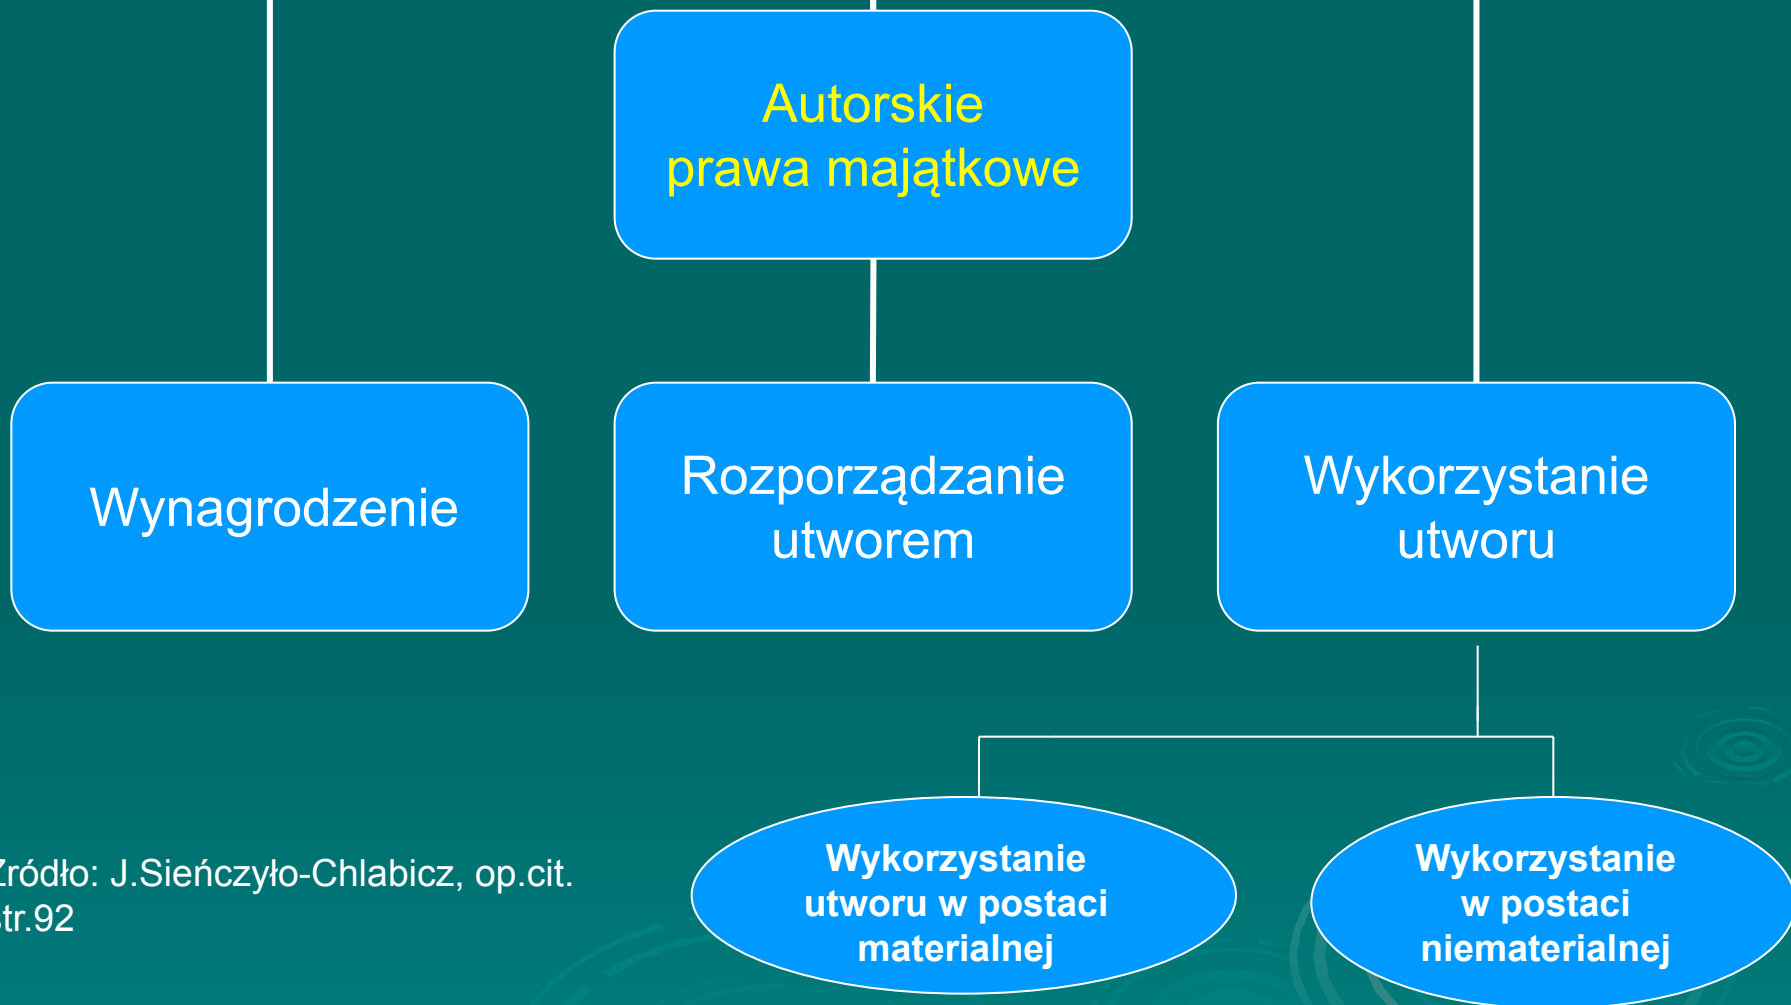 Autorskie
prawa majątkowe
Wynagrodzenie
Rozporządzanie
utworem
Wykorzystanie
utworu
Wykorzystanie
utworu w postaci
materialnej
Wykorzystanie
w postaci
niematerialnej
Źródło: J.Sieńczyło-Chlabicz, op.cit.
str.92